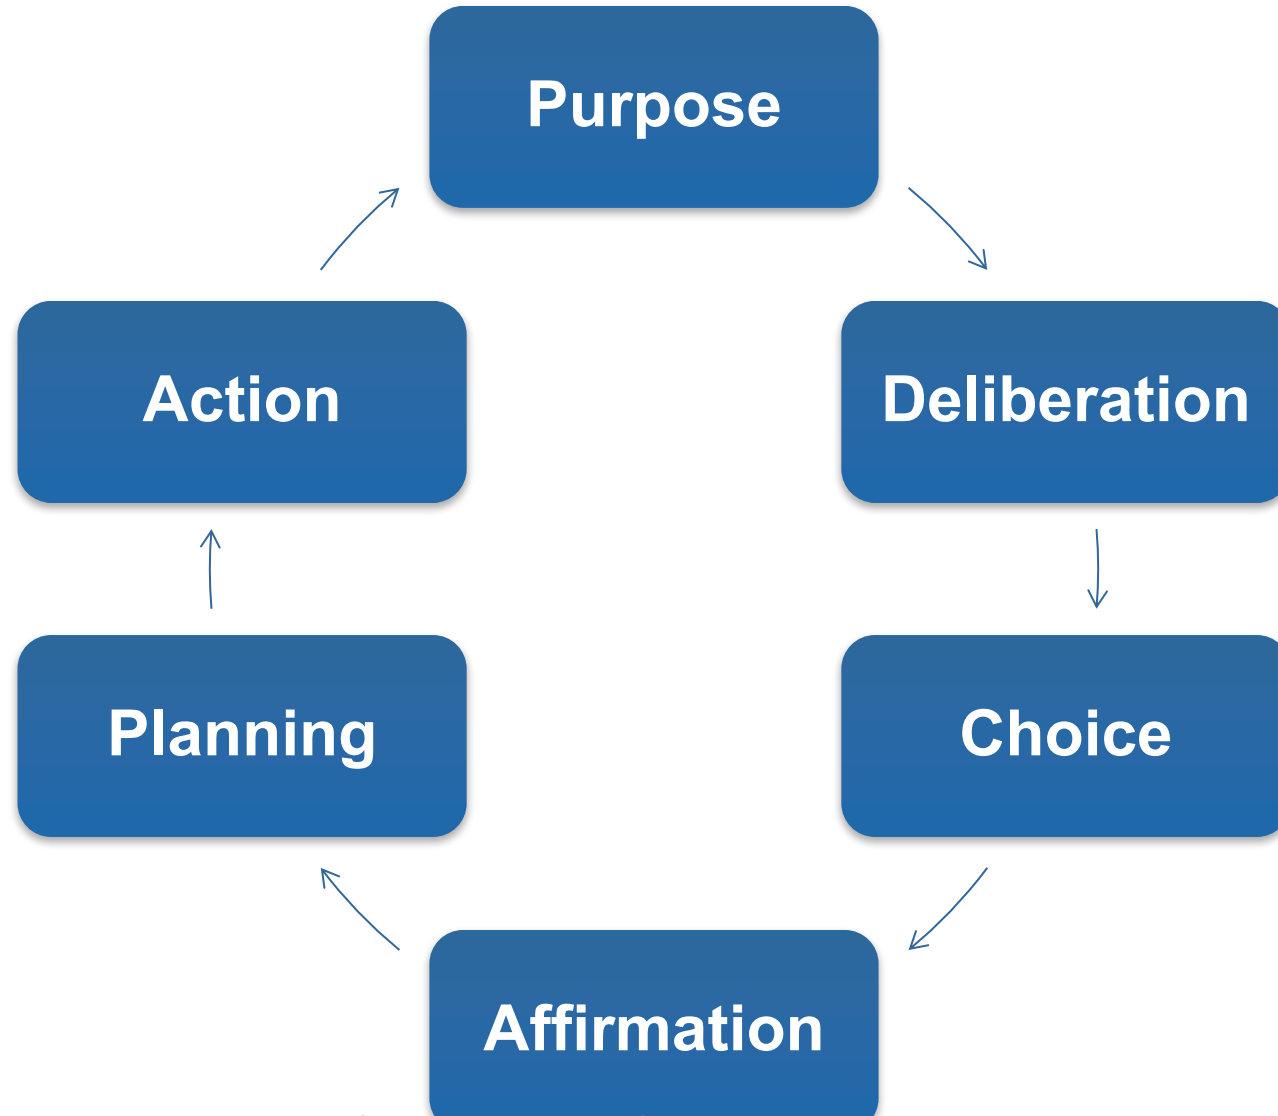 Purpose
Deliberation
Choice
Affirmation
Planning
Action